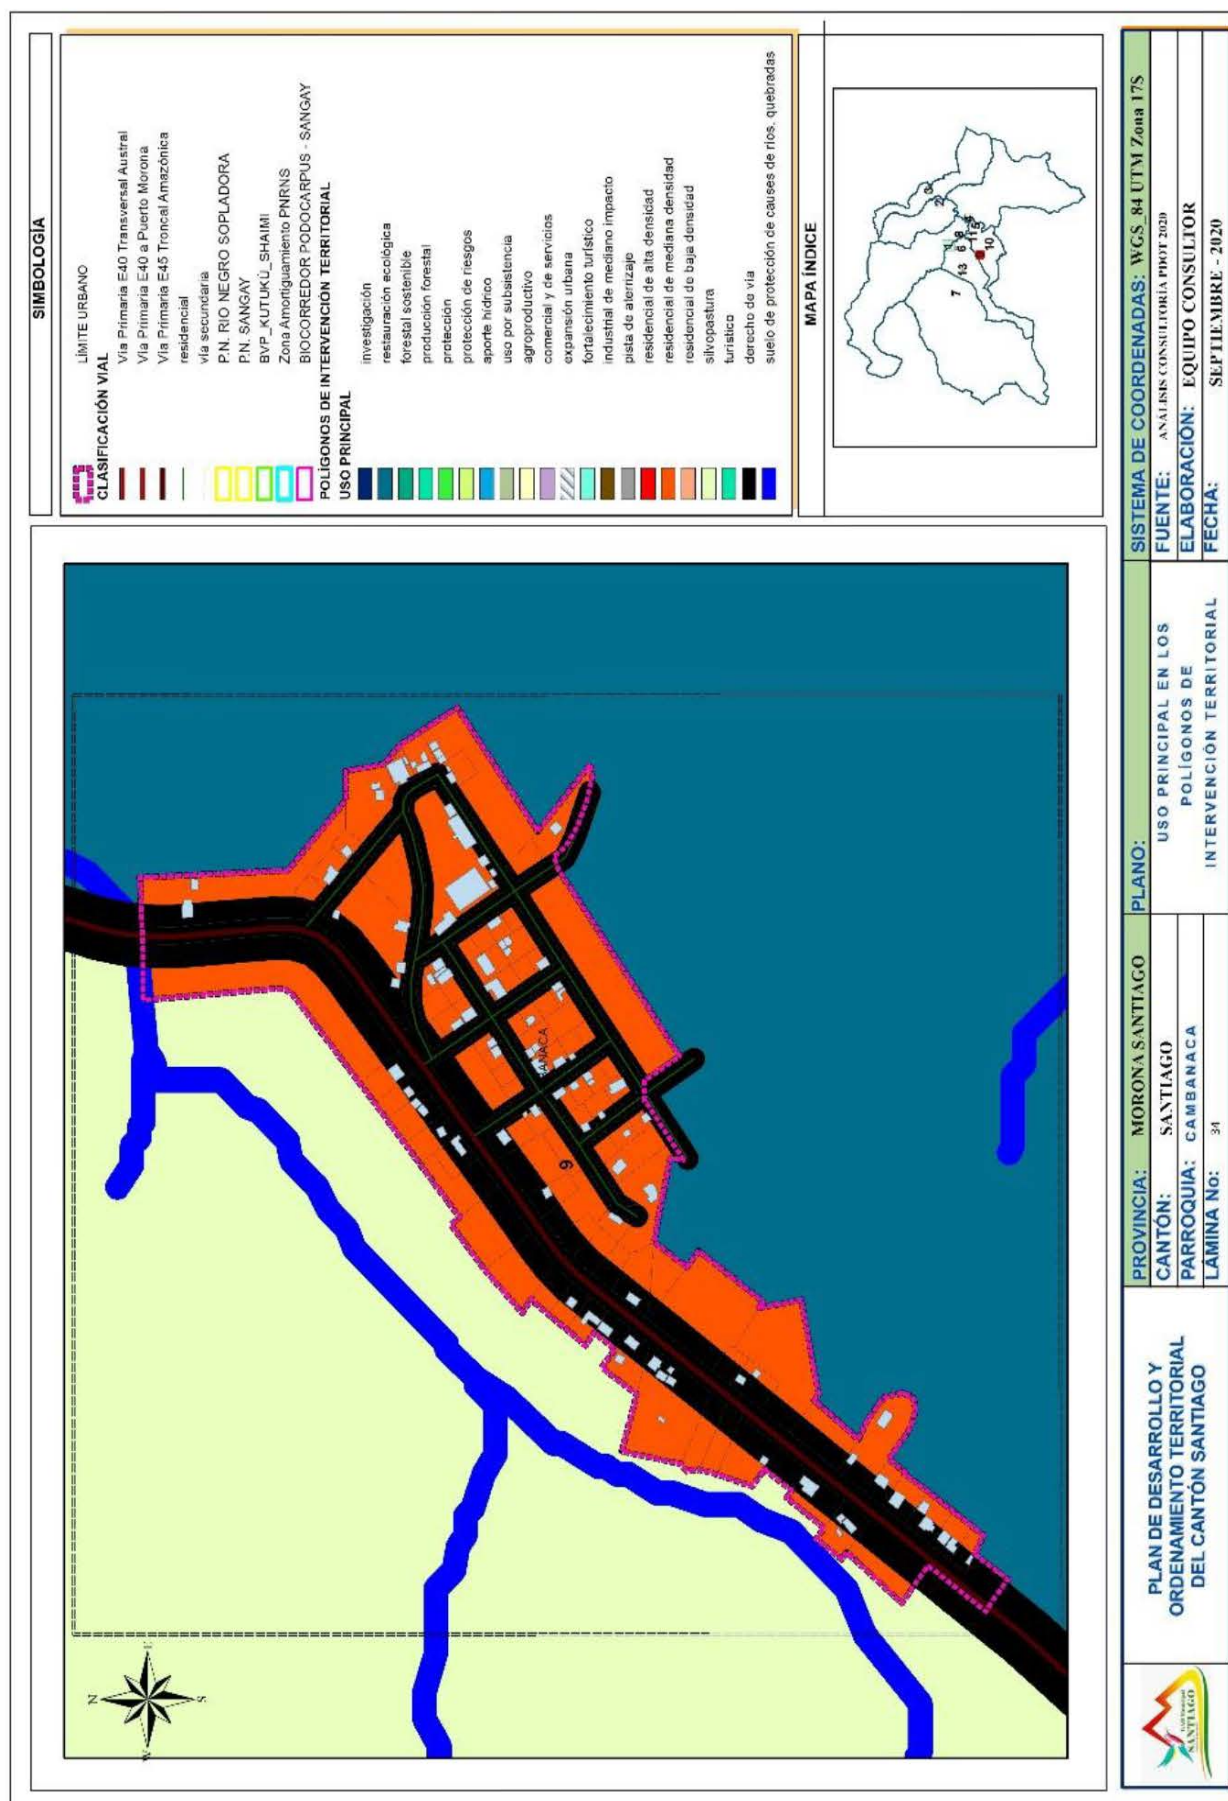 SIMBOLOGÍA
LÍMITE URBANO
CLASIFICACIÓN VIAL
Vía Primaria E40 Transversal Austral
Vía Primaria E40 a Puerto Morona
Vía Primaria E45 Troncal Amazónica
residencial
vía secundaria
P.N. RIO NEGRO SOPLADORA
P.N. SANGAY
BVP_KUTUKÚ_SHAIMI
Zona Amortiguamiento PNRNS
BIOCORREDOR PODOCARPUS - SANGAY
POLÍGONOS DE INTERVENCIÓN TERRITORIAL
USO PRINCIPAL
investigación
restauración ecológica
forestal sostenible
producción forestal
protección
protección de riesgos
aporte hídrico
uso por subsistencia
agroproductivo
comercial y de servicios
expansión urbana
fortalecimiento turístico
industrial de mediano impacto
pista de aterrizaje
residencial de alta densidad
residencial de mediana densidad
residencial de baja densidad
silvopastura
turístico
derecho de vía
suelo de protección de causes de rios, quebradas
MAPA ÍNDICE
3
2
8
6
11
5
13
10
7
N
S
9
PLAN DE DESARROLLO Y
ORDENAMIENTO TERRITORIAL
DEL CANTÓN SANTIAGO
SANTIAGO
PROVINCIA: MORONA SANTIAGO
CANTÓN: SANTIAGO
PARROQUIA: CAMBANACA
LÁMINA No: 34
PLANO:
USO PRINCIPAL EN LOS
POLÍGONOS DE
INTERVENCIÓN TERRITORIAL
SISTEMA DE COORDENADAS: WGS_84 UTM Zona 17S
FUENTE: ANÁLISIS CONSULTORIA PDOT 2020
ELABORACIÓN: EQUIPO CONSULTOR
FECHA: SEPTIEMBRE - 2020